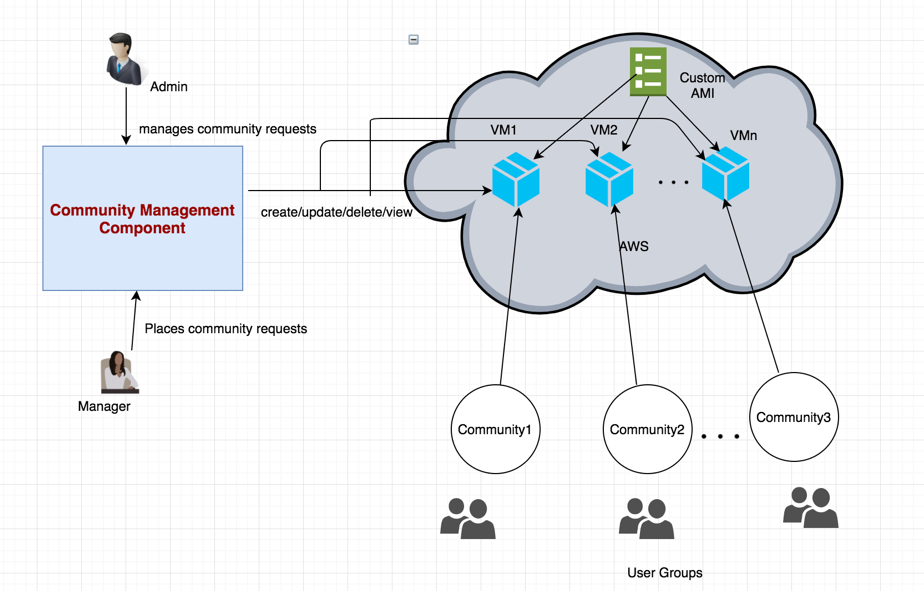 Admin
manages community requests
Community Management
Component
Places community requests
Manager
create/update/delete/view
Custom
AMI
VM1
VM2
VMn
AWS
Community1
Community2
Community3
User Groups